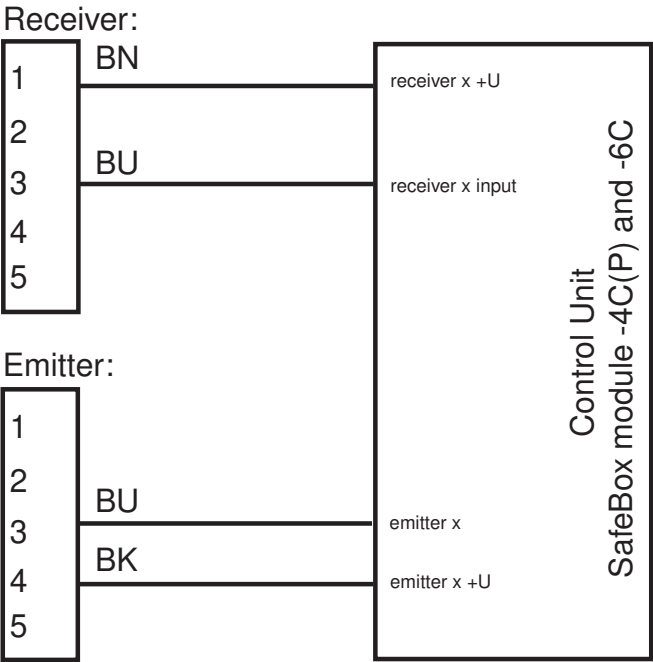 Receiver:
1
BN
receiver x +U
2
3
BU
receiver x input
4
5
Emitter:
1
2
3
BU
emitter x
4
BK
emitter x +U
5
Control Unit
SafeBox module -4C(P) and -6C